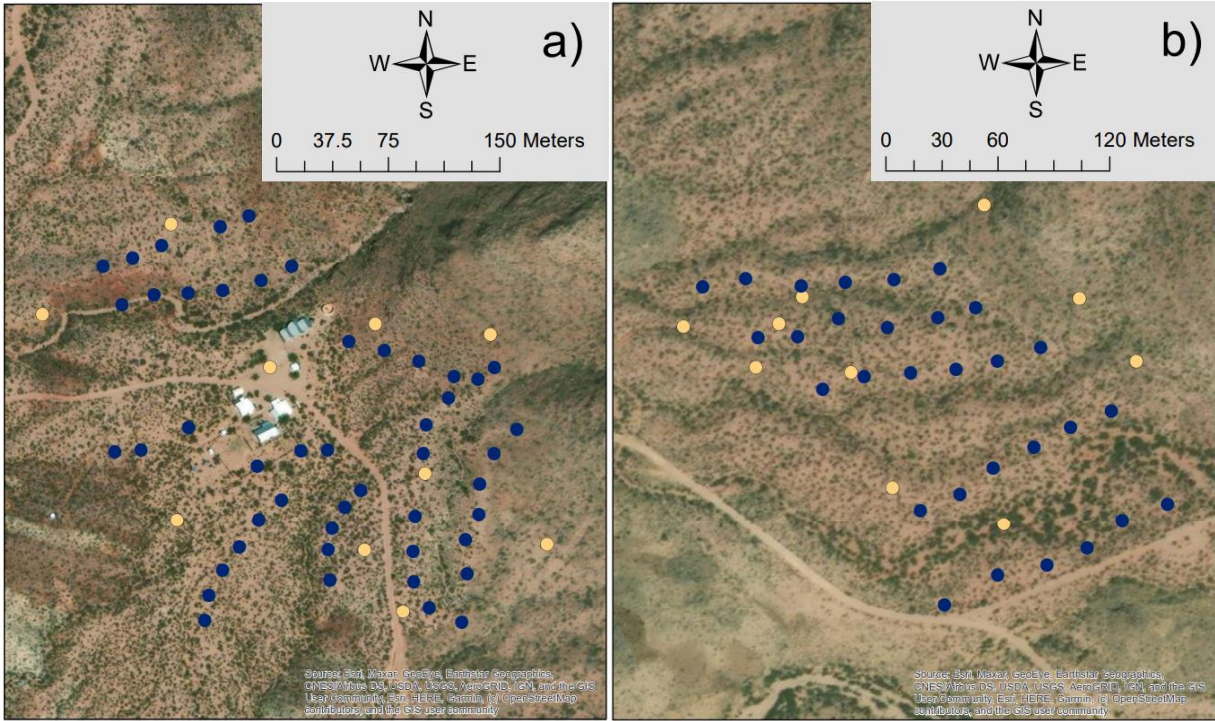 a)
N
W E
S
0 37.5 75 150 Meters
Source: Esri, Maxar, GeoEye, Earthstar Geographics,
CNES/Airbus DS, USDA, USGS, AeroGRID, IGN, and the GIS
User Community, Esri, HERE, Garmin, (c) OpenStreetMap
contributors, and the GIS user community
b)
N
W E
S
0 30 60 120 Meters
Source: Esri, Maxar, GeoEye, Earthstar Geographics,
CNES/Airbus DS, USDA, USGS, AeroGRID, IGN, and the GIS
User Community, Esri, HERE, Garmin, (c) OpenStreetMap
contributors, and the GIS user community